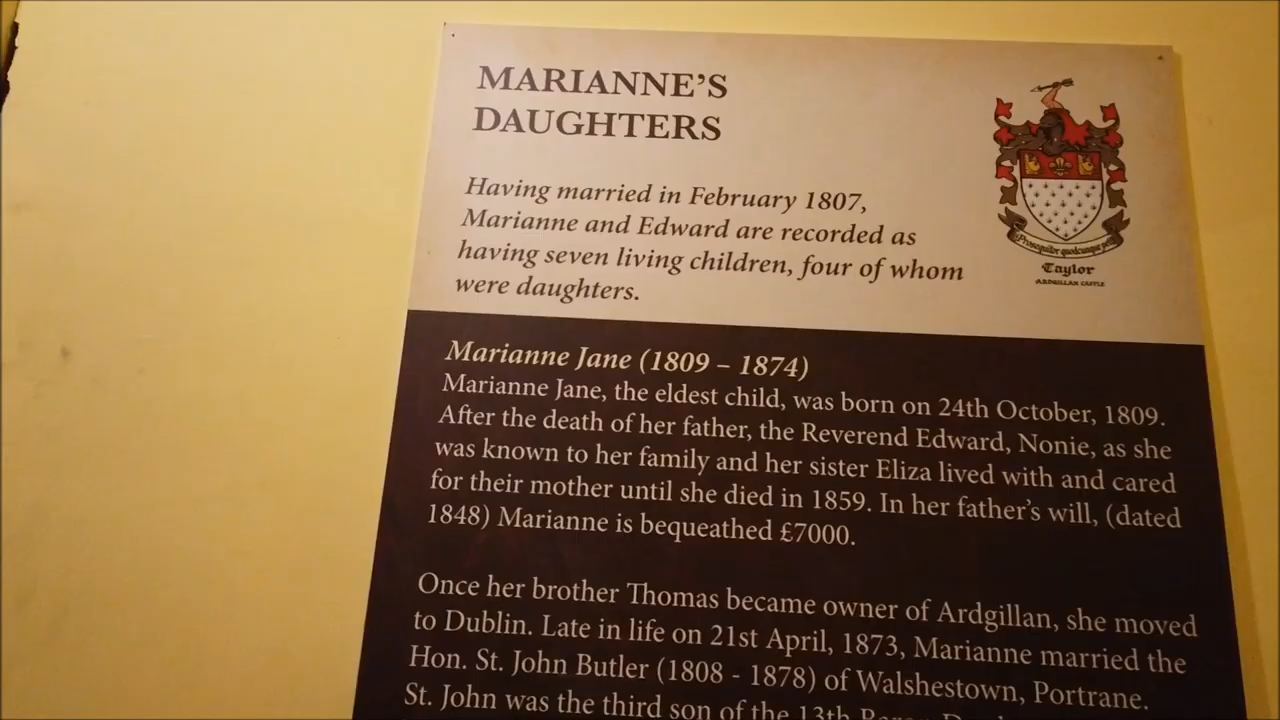 MARIANNE'S
DAUGHTERS
Having married in February 1807,
Marianne and Edward are recorded as
having seven living children, four of whom
were daughters.
Prosequitur quodcunque petit
Taylor
ARDGILLAN CASTLE
Marianne Jane (1809 – 1874)
Marianne Jane, the eldest child, was born on 24th October, 1809.
After the death of her father, the Reverend Edward, Nonie, as she
was known to her family and her sister Eliza lived with and cared
for their mother until she died in 1859. In her father's will, (dated
1848) Marianne is bequeathed £7000.
Once her brother Thomas became owner of Ardgillan, she moved
to Dublin. Late in life on 21st April, 1873, Marianne married the
Hon. St. John Butler (1808 - 1878) of Walshestown, Portrane.
St. John was the third son of the 13th